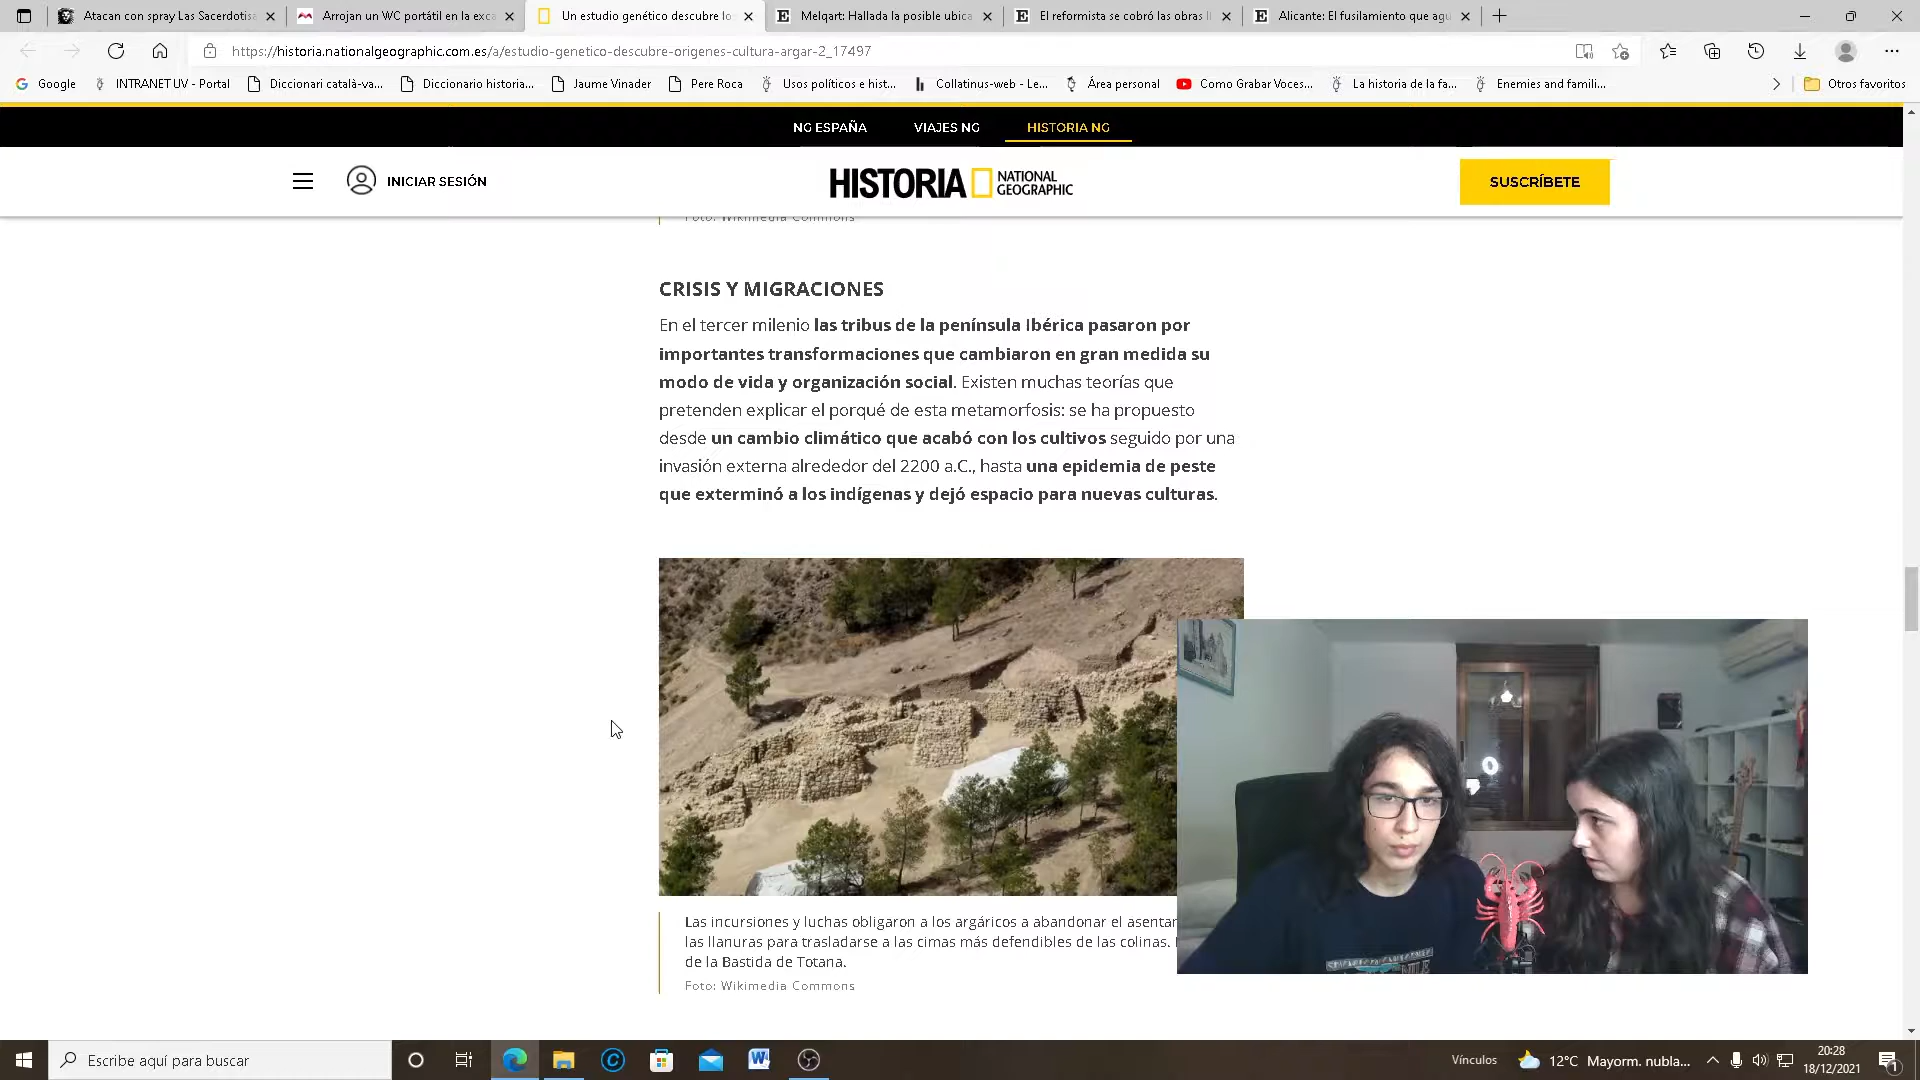 Atacan con spray Las Sacerdotisa
Arrojan un WC portátil en la exca
Un estudio genético descubre los
Melqart: Hallada la posible ubica
El reformista se cobró las obras li
Alicante: El fusilamiento que agu
https://historia.nationalgeographic.com.es/a/estudio-genetico-descubre-origenes-cultura-argar-2_17497
Google
INTRANET UV - Portal
Diccionari català-va...
Diccionario historia...
Jaume Vinader
Pere Roca
Usos políticos e hist...
Collatinus-web - Le...
Área personal
Como Grabar Voces...
La historia de la fa...
Enemies and famili...
Otros favoritos
NG ESPAÑA
VIAJES NG
HISTORIA NG
INICIAR SESIÓN
HISTORIA
NATIONAL
GEOGRAPHIC
SUSCRÍBETE
Foto: Wikimedia Commons
CRISIS Y MIGRACIONES
En el tercer milenio las tribus de la península Ibérica pasaron por
importantes transformaciones que cambiaron en gran medida su
modo de vida y organización social. Existen muchas teorías que
pretenden explicar el porqué de esta metamorfosis: se ha propuesto
desde un cambio climático que acabó con los cultivos seguido por una
invasión externa alrededor del 2200 a.C., hasta una epidemia de peste
que exterminó a los indígenas y dejó espacio para nuevas culturas.
Las incursiones y luchas obligaron a los argáricos a abandonar el asentar
las llanuras para trasladarse a las cimas más defendibles de las colinas.
de la Bastida de Totana.
Foto: Wikimedia Commons
Escribe aquí para buscar
Vínculos
12°C Mayorm. nubla...
20:28
18/12/2021
1